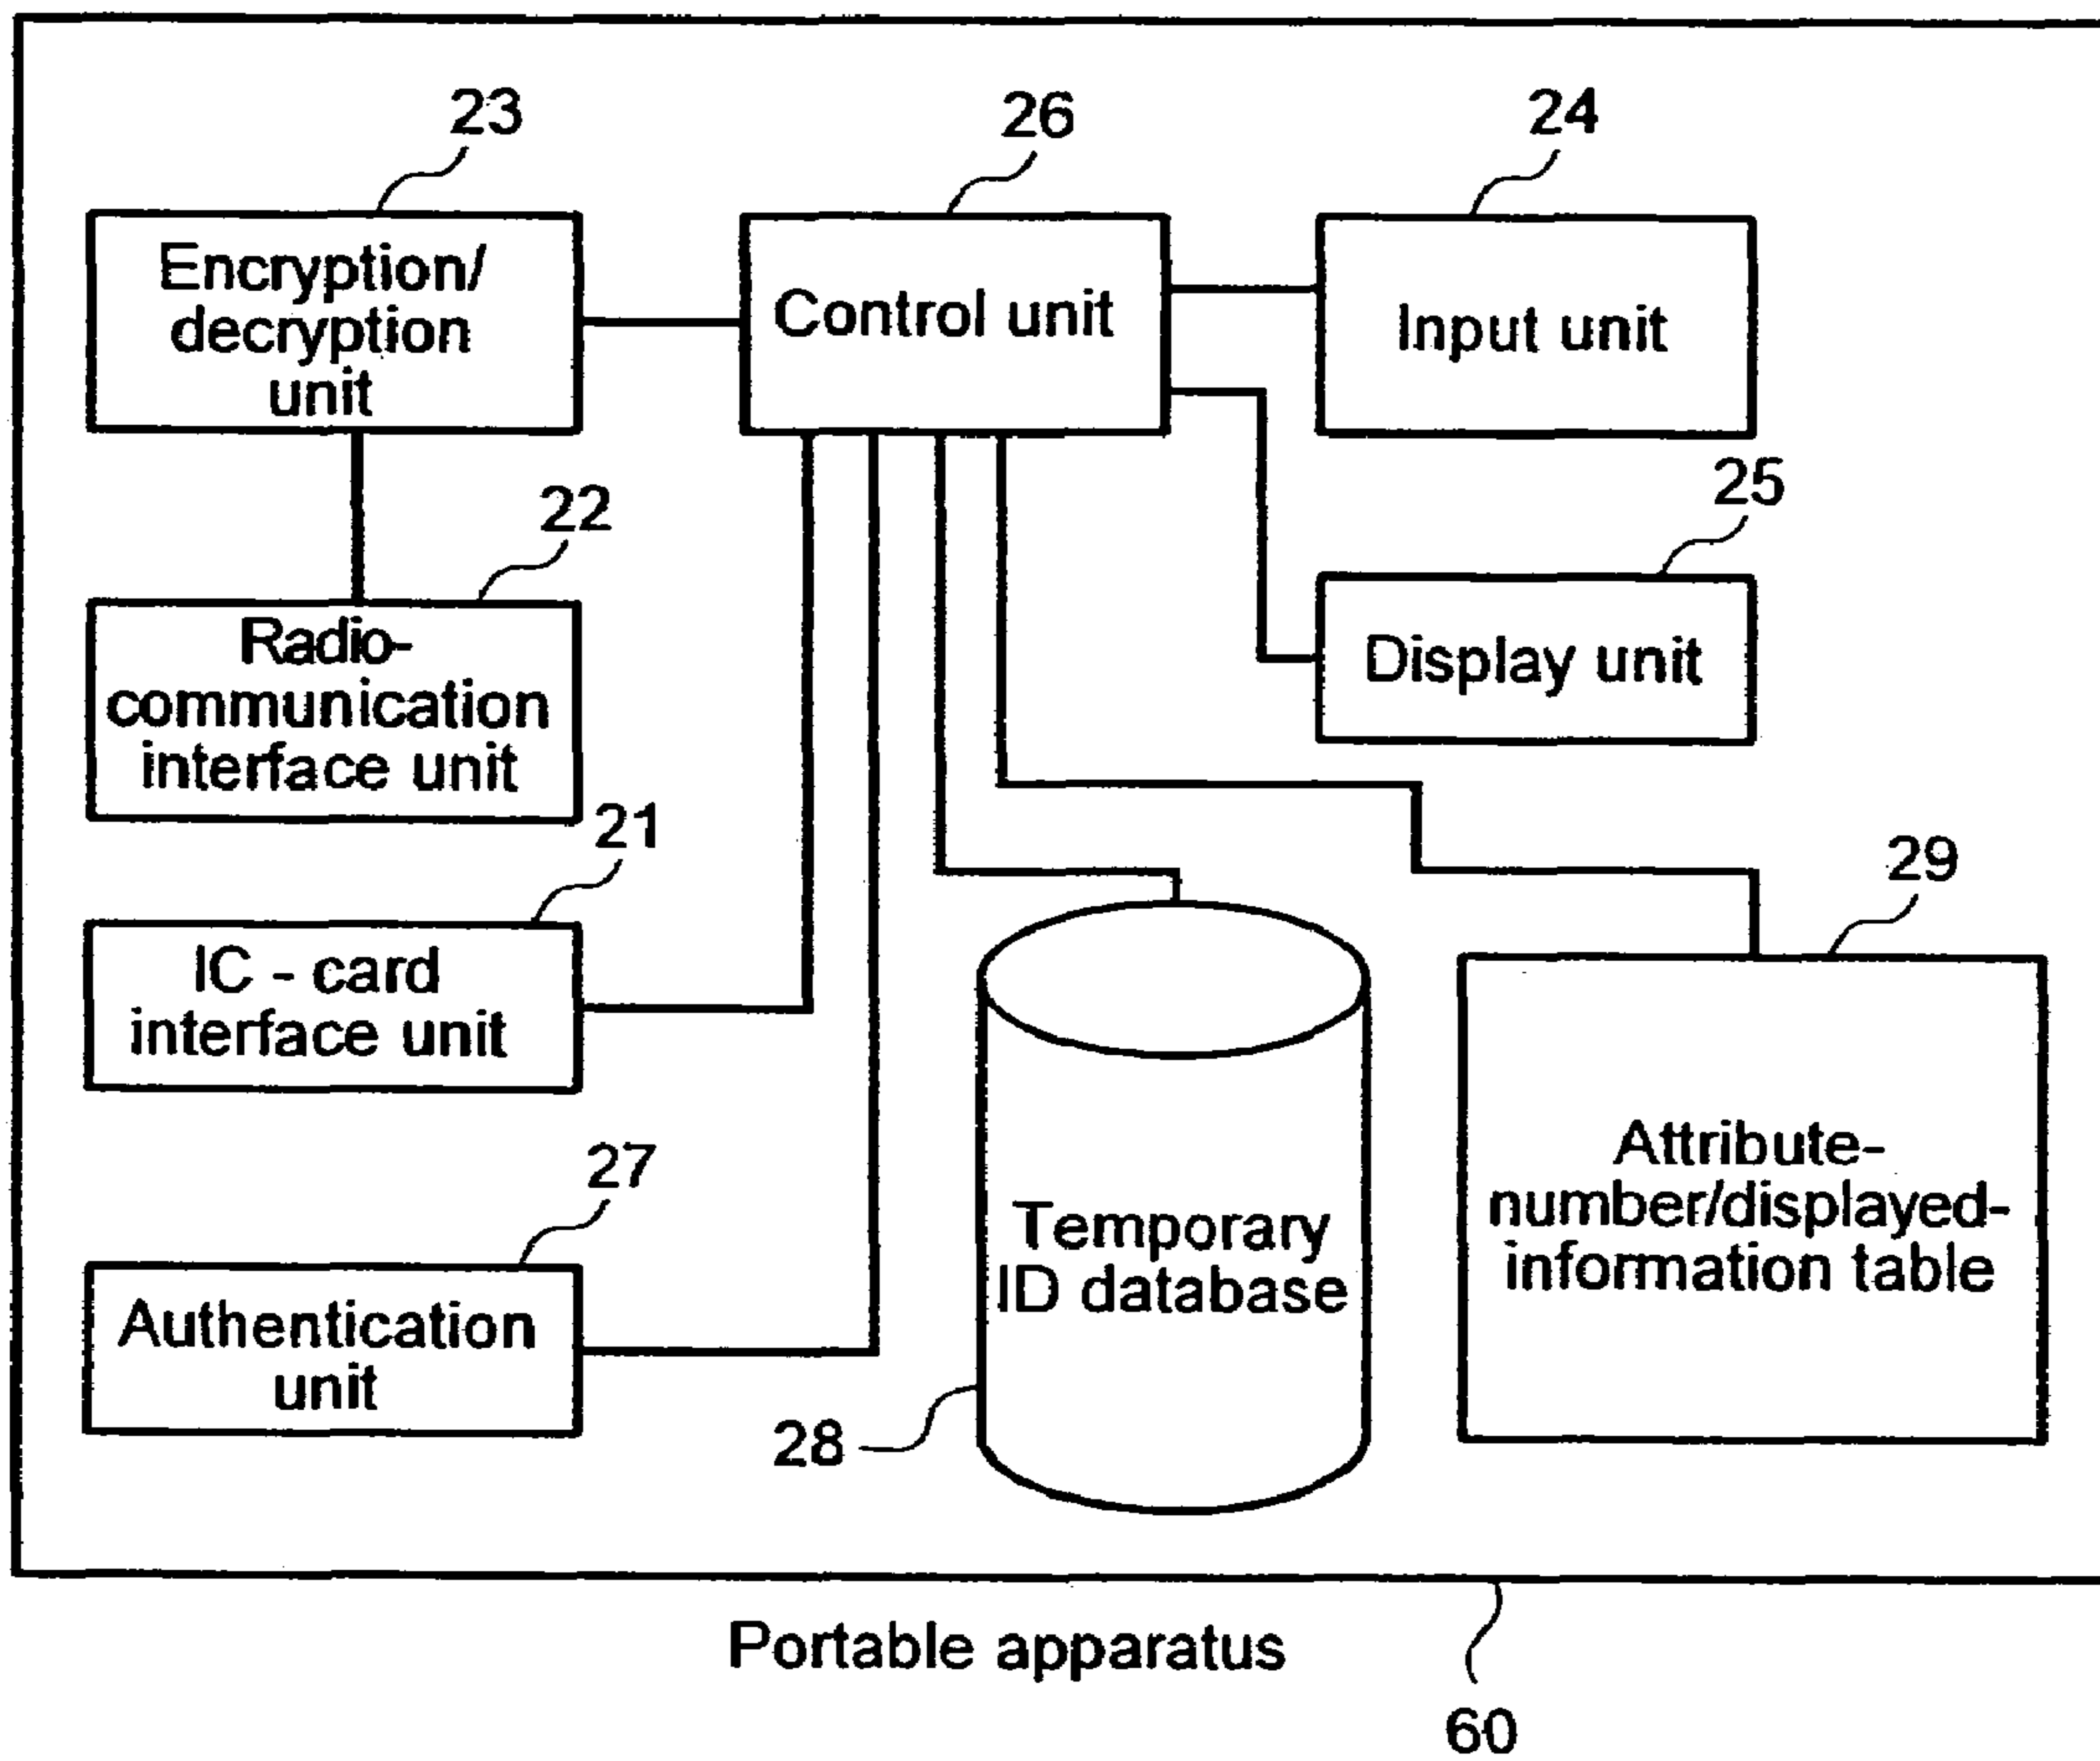 23
26
24
Encryption/
decryption
unit
Control unit
Input unit
22
25
Radio-
communication
interface unit
Display unit
21
29
IC - card
interface unit
27
Attribute-
number/displayed-
information table
Temporary
ID database
Authentication
unit
28
Portable apparatus
60